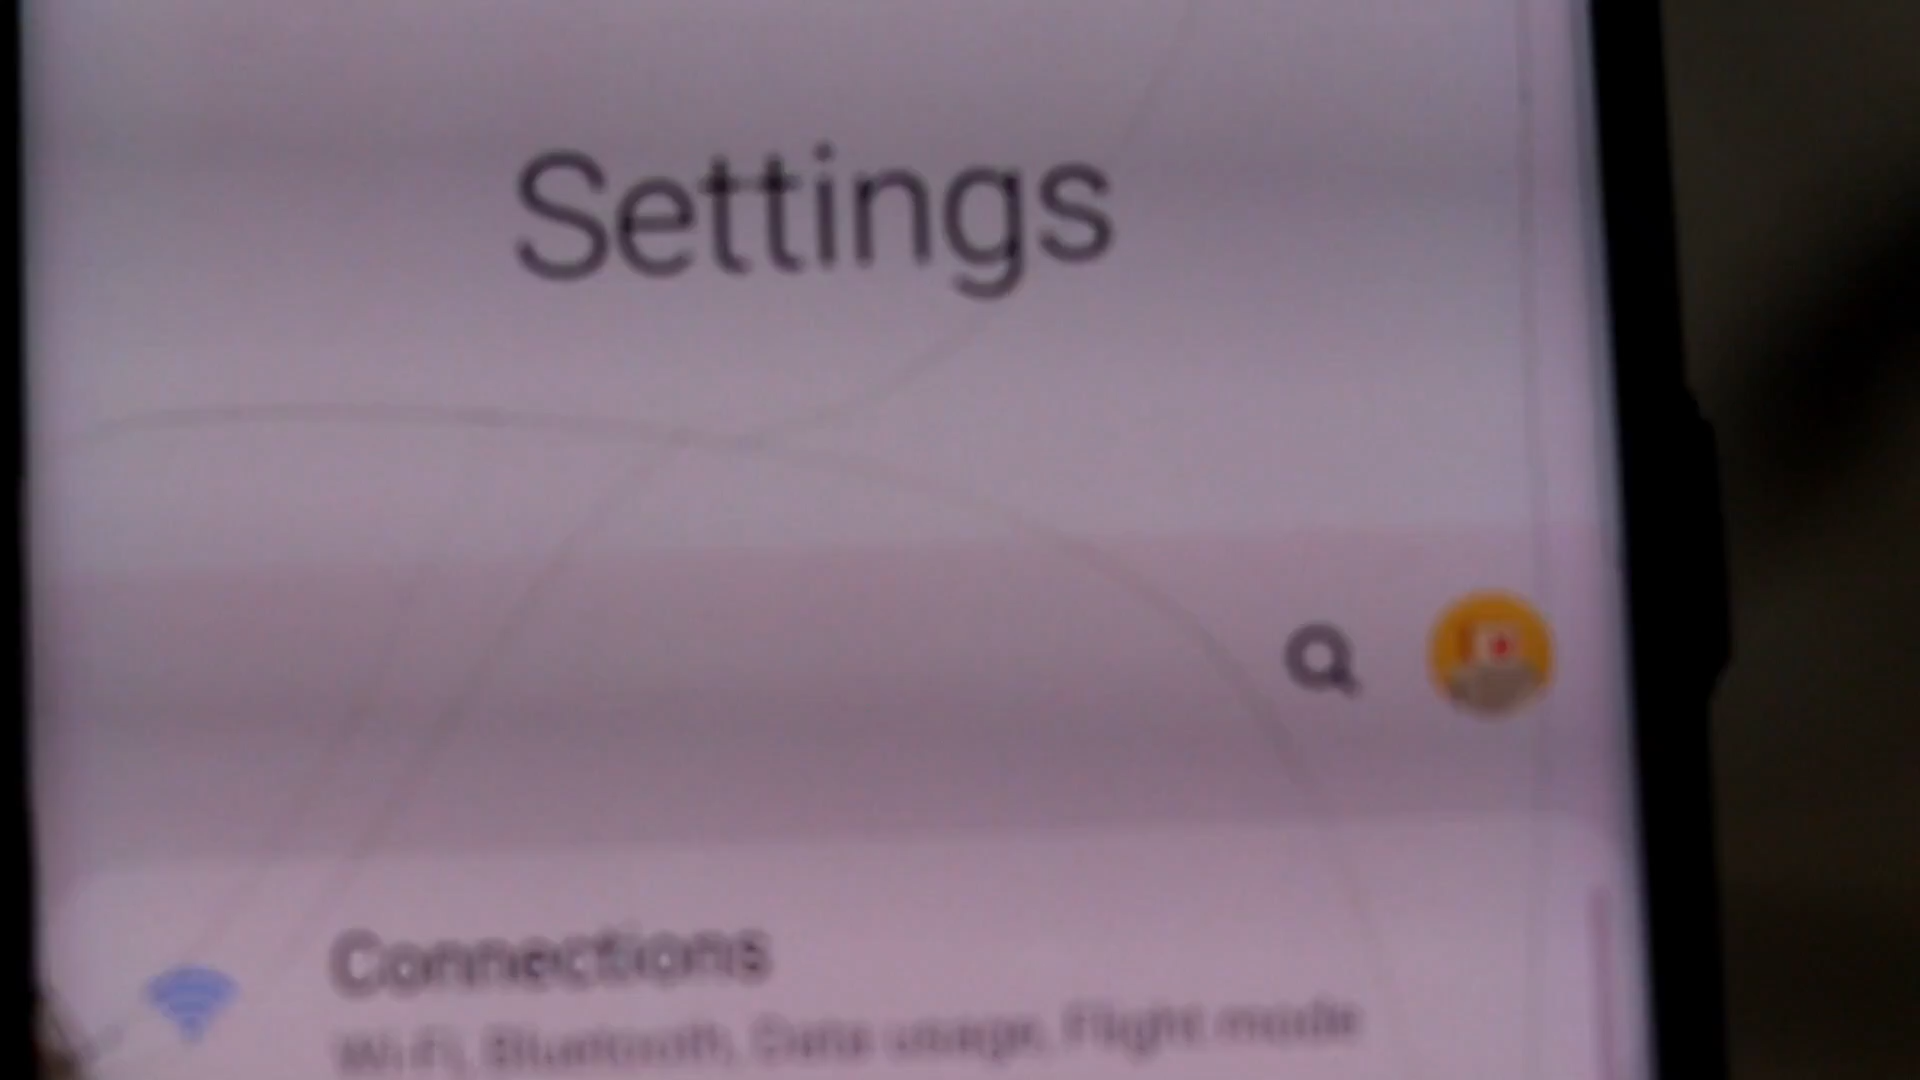 Settings
Connections
Wi-Fi, Bluetooth, Data usage, Flight mode